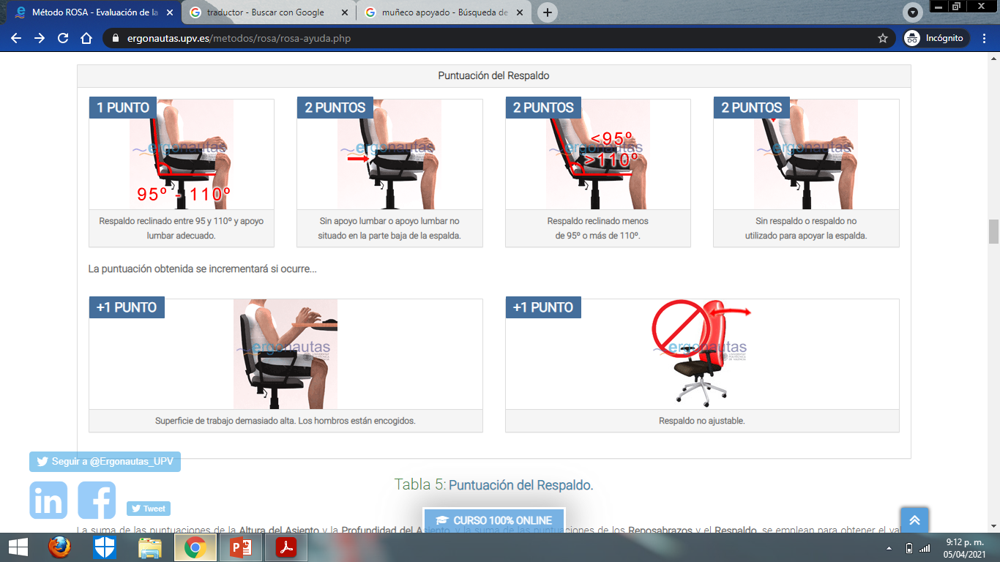 Método ROSA - Evaluación de la
traductor - Buscar con Google
muñeco apoyado - Búsqueda de
ergonautas.upv.es/metodos/rosa/rosa-ayuda.php
Incógnito
Puntuación del Respaldo
1 PUNTO
ergonautas
95º - 110º
Respaldo reclinado entre 95 y 110º y apoyo
lumbar adecuado.
2 PUNTOS
ergonautas
Sin apoyo lumbar o apoyo lumbar no
situado en la parte baja de la espalda.
2 PUNTOS
ergonautas
<95º
>110º
Respaldo reclinado menos
de 95º o más de 110º.
2 PUNTOS
ergonautas
Sin respaldo o respaldo no
utilizado para apoyar la espalda.
La puntuación obtenida se incrementará si ocurre...
+1 PUNTO
ergonautas
Superficie de trabajo demasiado alta. Los hombros están encogidos.
+1 PUNTO
ergonautas
Respaldo no ajustable.
Seguir a @Ergonautas_UPV
Tabla 5: Puntuación del Respaldo.
Tweet
CURSO 100% ONLINE
La suma de las puntuaciones de la Altura del Asiento y la Profundidad del Asiento, y la suma de las puntuaciones de los Reposabrazos y el Respaldo, se emplean para obtener el
9:12 p. m.
05/04/2021